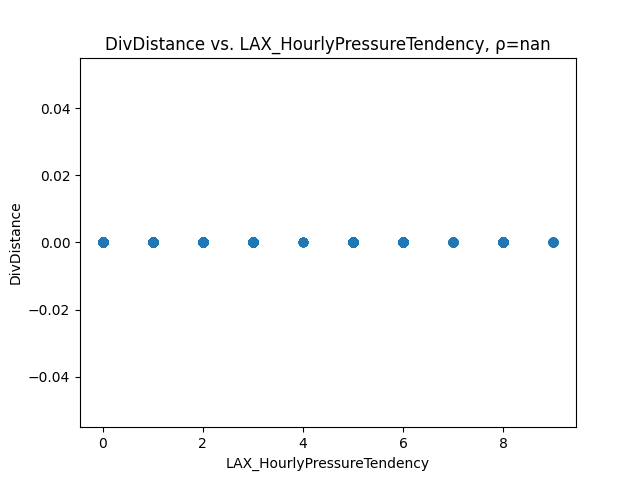 DivDistance vs. LAX_HourlyPressureTendency, ρ=nan
0.04
0.02
0.00
−0.02
−0.04
DivDistance
0 2 4 6 8
LAX_HourlyPressureTendency